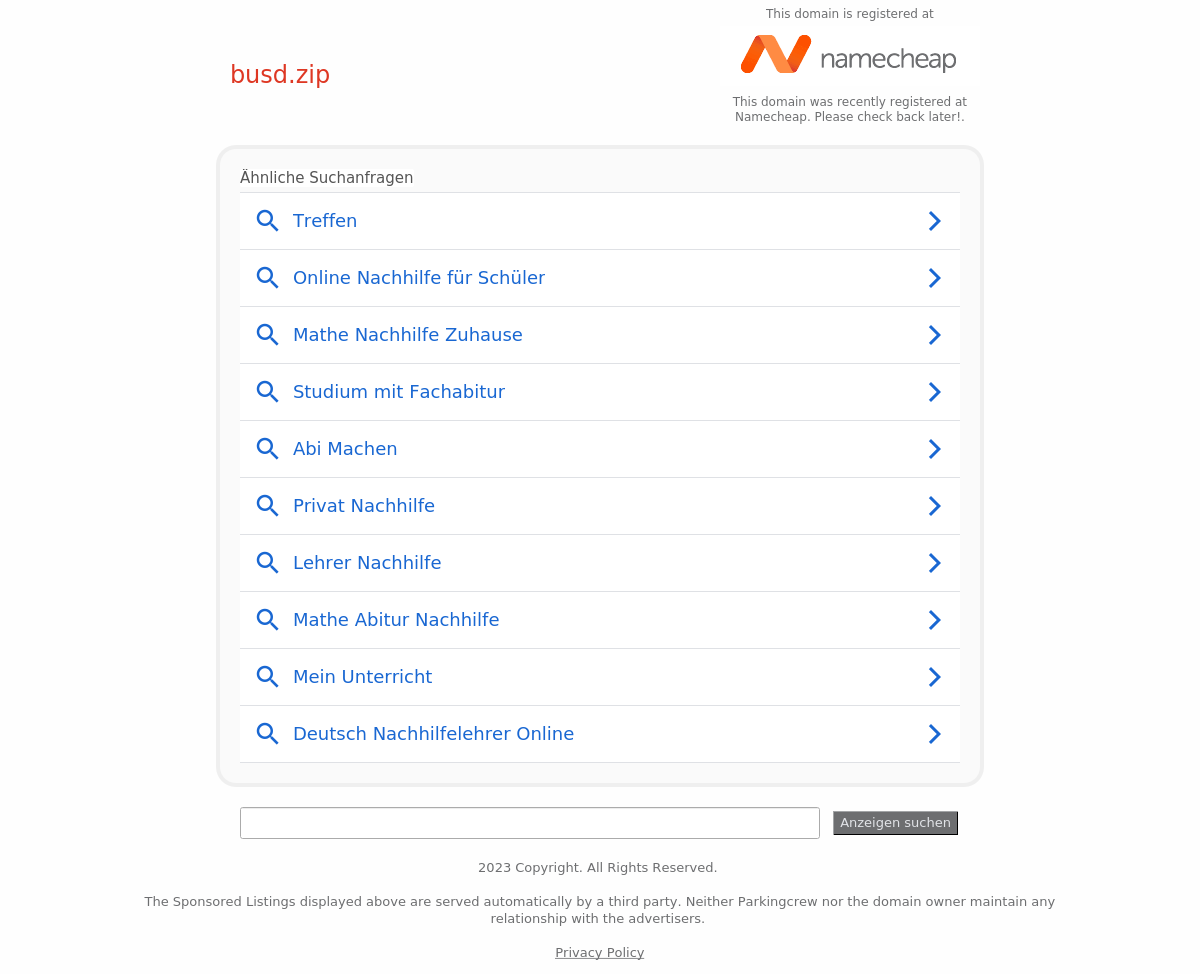 This domain is registered at
namecheap
busd.zip
This domain was recently registered at
Namecheap. Please check back later!.
Ähnliche Suchanfragen
Treffen
Online Nachhilfe für Schüler
Mathe Nachhilfe Zuhause
Studium mit Fachabitur
Abi Machen
Privat Nachhilfe
Lehrer Nachhilfe
Mathe Abitur Nachhilfe
Mein Unterricht
Deutsch Nachhilfelehrer Online
Anzeigen suchen
2023 Copyright. All Rights Reserved.
The Sponsored Listings displayed above are served automatically by a third party. Neither Parkingcrew nor the domain owner maintain any
relationship with the advertisers.
Privacy Policy